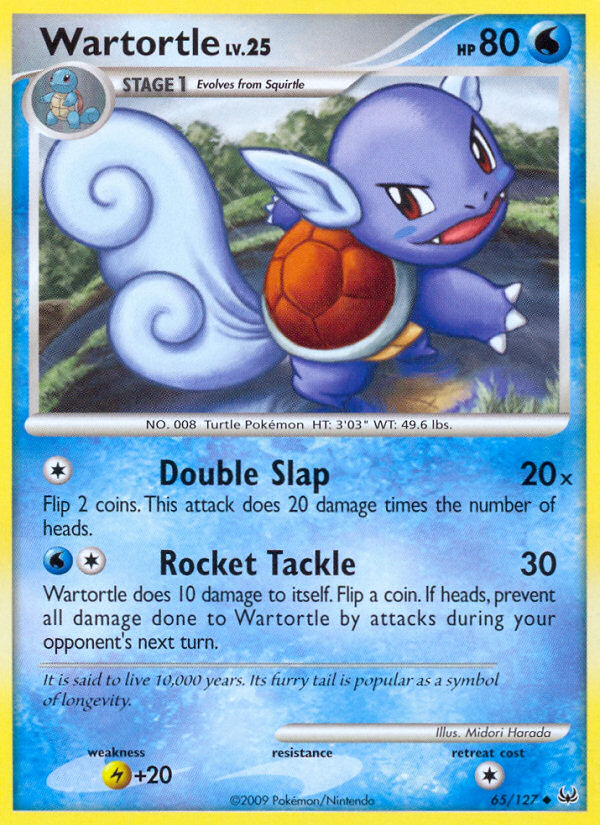 Wartortle LV.25 HP 80
STAGE 1 Evolves from Squirtle
NO. 008 Turtle Pokémon HT: 3'03" WT: 49.6 lbs.
Double Slap 20x
Flip 2 coins. This attack does 20 damage times the number of
heads.
Rocket Tackle 30
Wartortle does 10 damage to itself. Flip a coin. If heads, prevent
all damage done to Wartortle by attacks during your
opponent's next turn.
It is said to live 10,000 years. Its furry tail is popular as a symbol
of longevity.
Illus. Midori Harada
weakness resistance retreat cost
+20
©2009 Pokémon/Nintendo 65/127